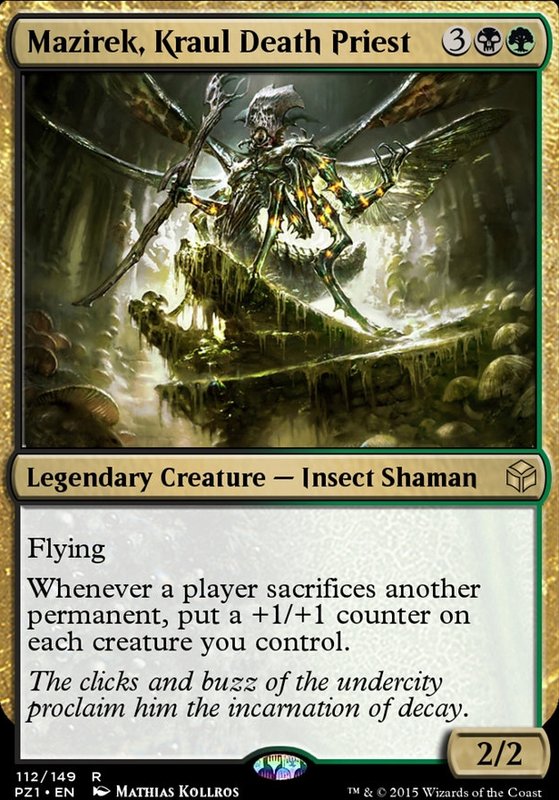 Mazirek, Kraul Death Priest 3
Legendary Creature — Insect Shaman
Flying
Whenever a player sacrifices another
permanent, put a +1/+1 counter on
each creature you control.
The clicks and buzz of the undercity
proclaim him the incarnation of decay.
2/2
112/149 R
PZ1 • EN Mathias Kollros
™ & © 2015 Wizards of the Coast